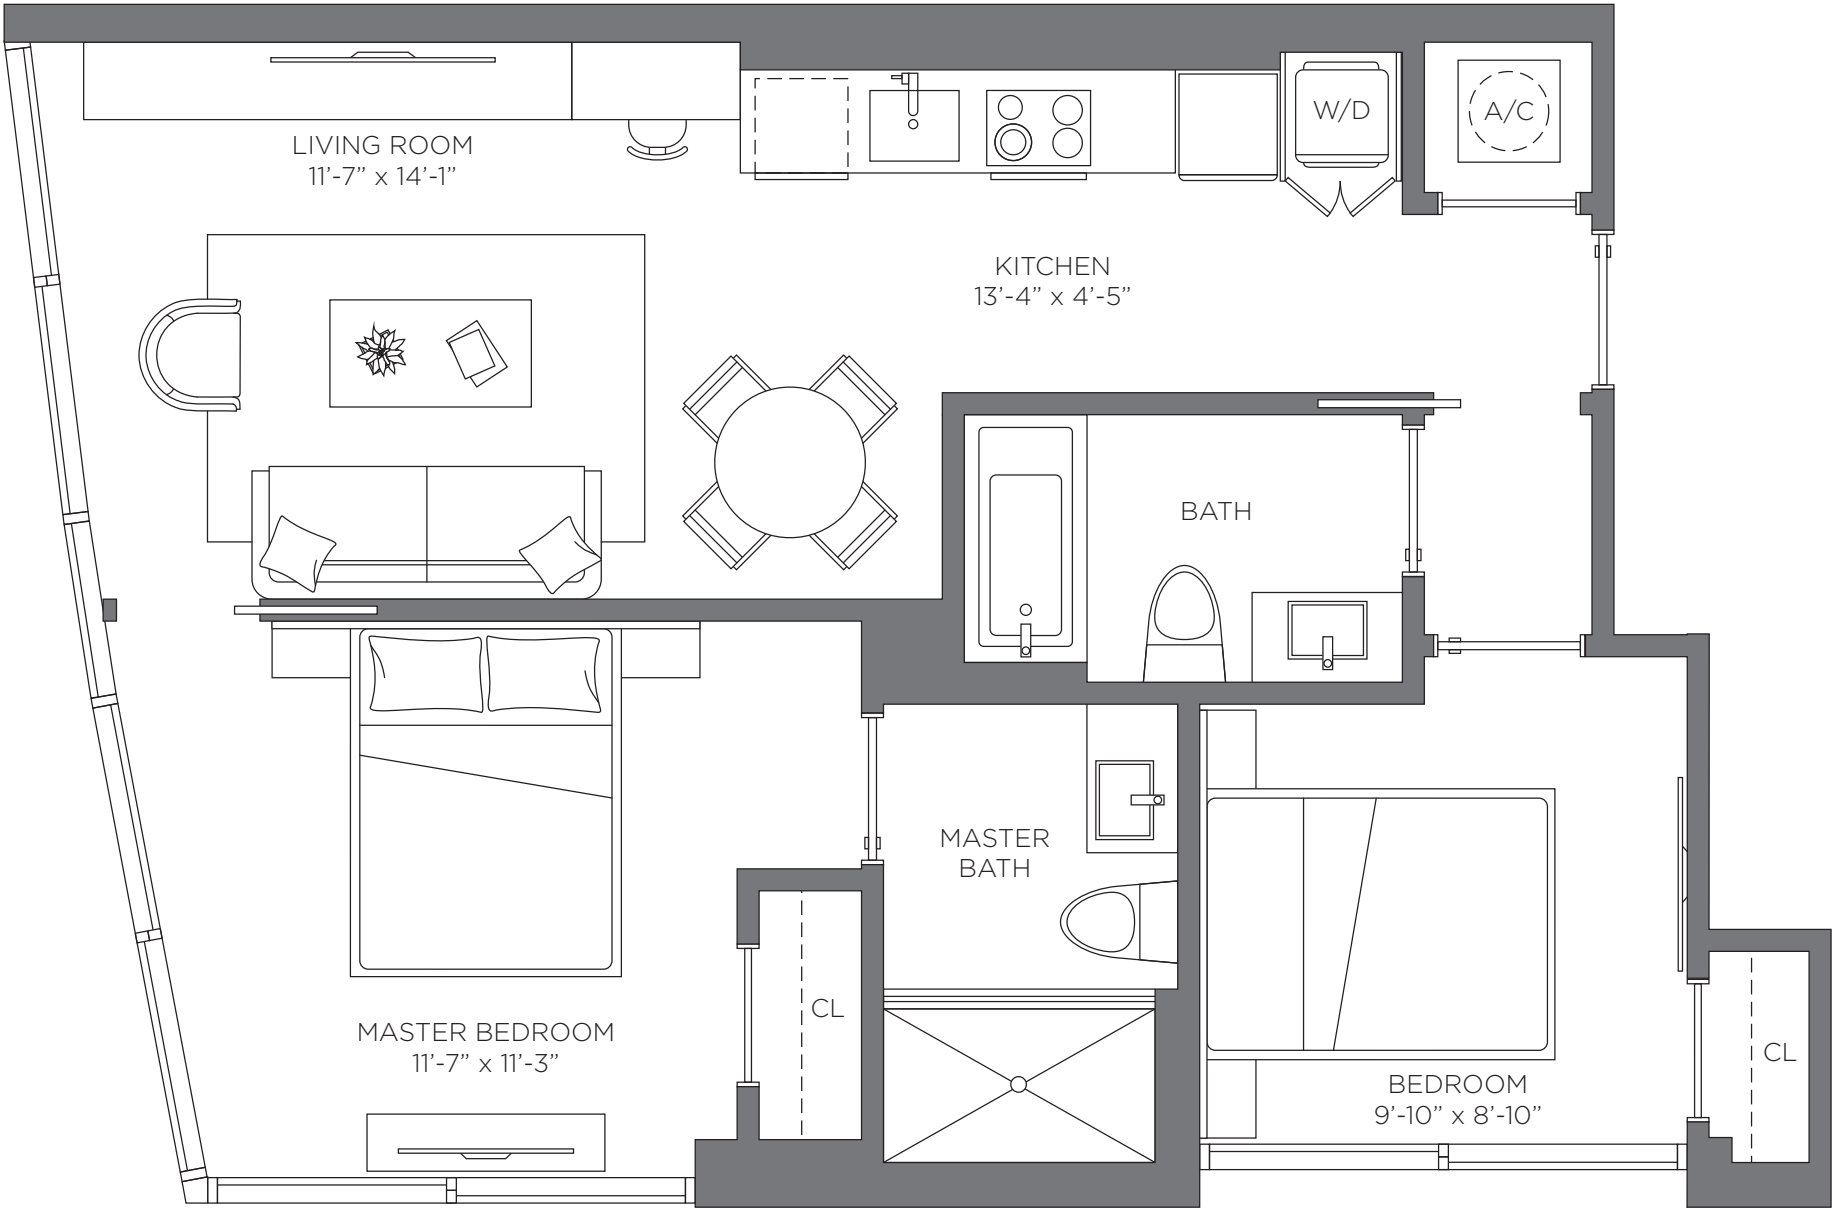 W/D
A/C
LIVING ROOM
11'-7" x 14'-1"
KITCHEN
13'-4" x 4'-5"
BATH
MASTER
BATH
CL
MASTER BEDROOM
11'-7" x 11'-3"
CL
BEDROOM
9'-10" x 8'-10"